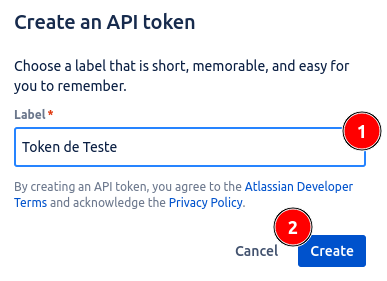 Create an API token
Choose a label that is short, memorable, and easy for
you to remember.
Label *
Token de Teste
1
By creating an API token, you agree to the Atlassian Developer
Terms and acknowledge the Privacy Policy.
2
Cancel Create